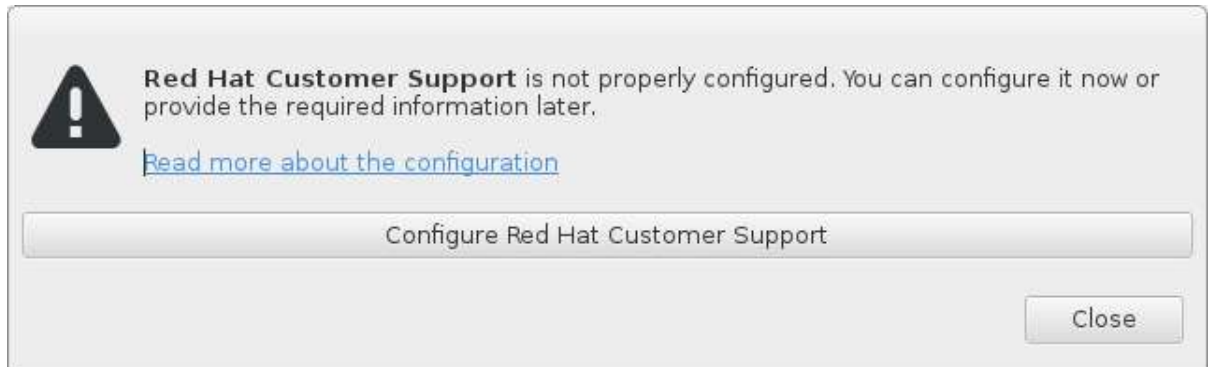 Red Hat Customer Support is not properly configured. You can configure it now or
provide the required information later.
Read more about the configuration
Configure Red Hat Customer Support
Close